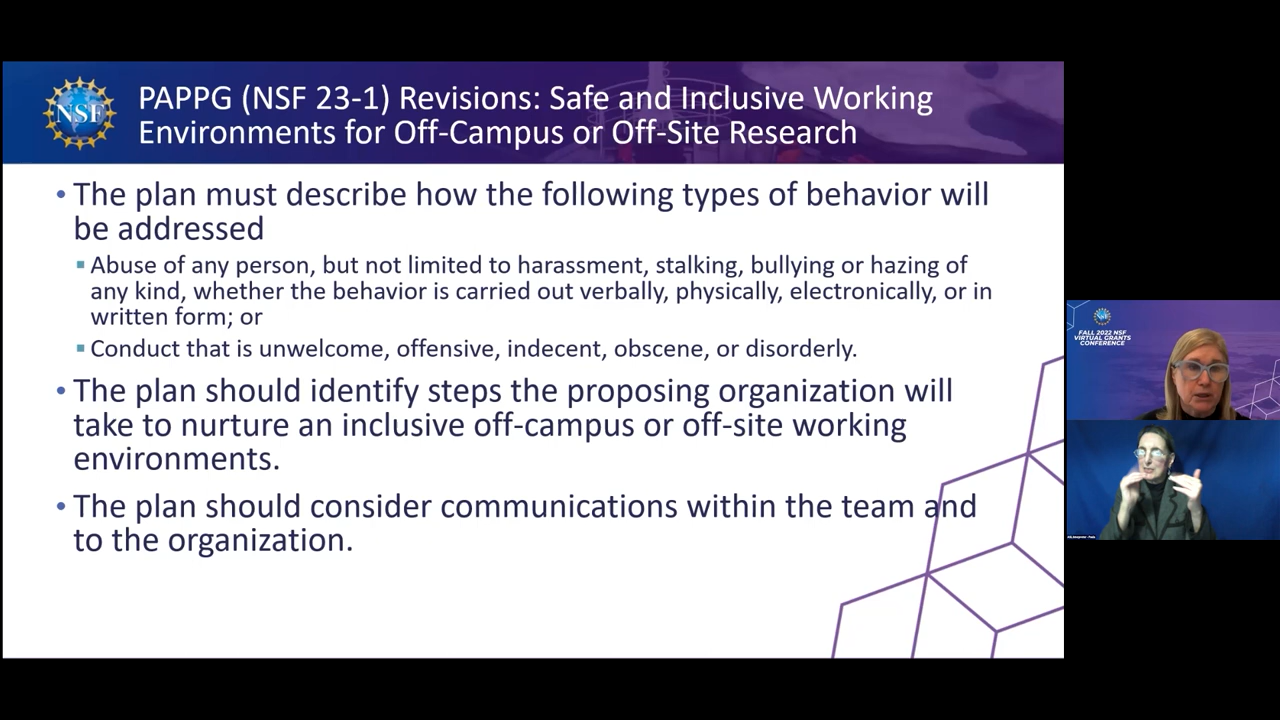 NSF
PAPPG (NSF 23-1) Revisions: Safe and Inclusive Working
Environments for Off-Campus or Off-Site Research
• The plan must describe how the following types of behavior will
be addressed
▪ Abuse of any person, but not limited to harassment, stalking, bullying or hazing of
any kind, whether the behavior is carried out verbally, physically, electronically, or in
written form; or
▪ Conduct that is unwelcome, offensive, indecent, obscene, or disorderly.
• The plan should identify steps the proposing organization will
take to nurture an inclusive off-campus or off-site working
environments.
• The plan should consider communications within the team and
to the organization.
FALL 2022 NSF
VIRTUAL GRANTS
CONFERENCE